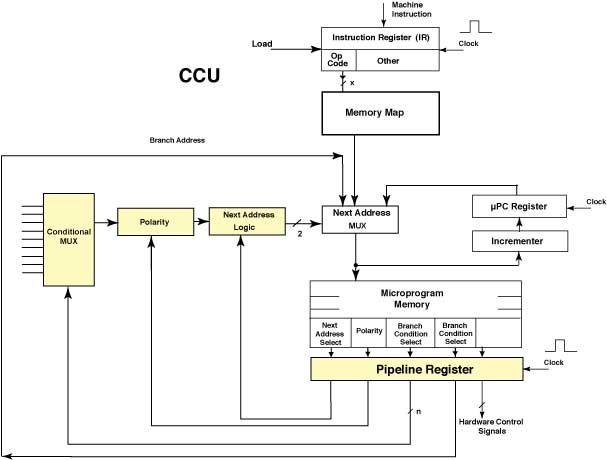 Machine
Instruction
Load
Instruction Register (IR)
Clock
Op
Code
Other
CCU
x
Memory Map
Branch Address
Conditional
MUX
Polarity
Next Address
Logic
2
Next Address
MUX
µPC Register
Clock
Incrementer
Microprogram
Memory
Next
Address
Select
Polarity
Branch
Condition
Select
Branch
Condition
Select
Pipeline Register
Clock
n
Hardware Control
Signals